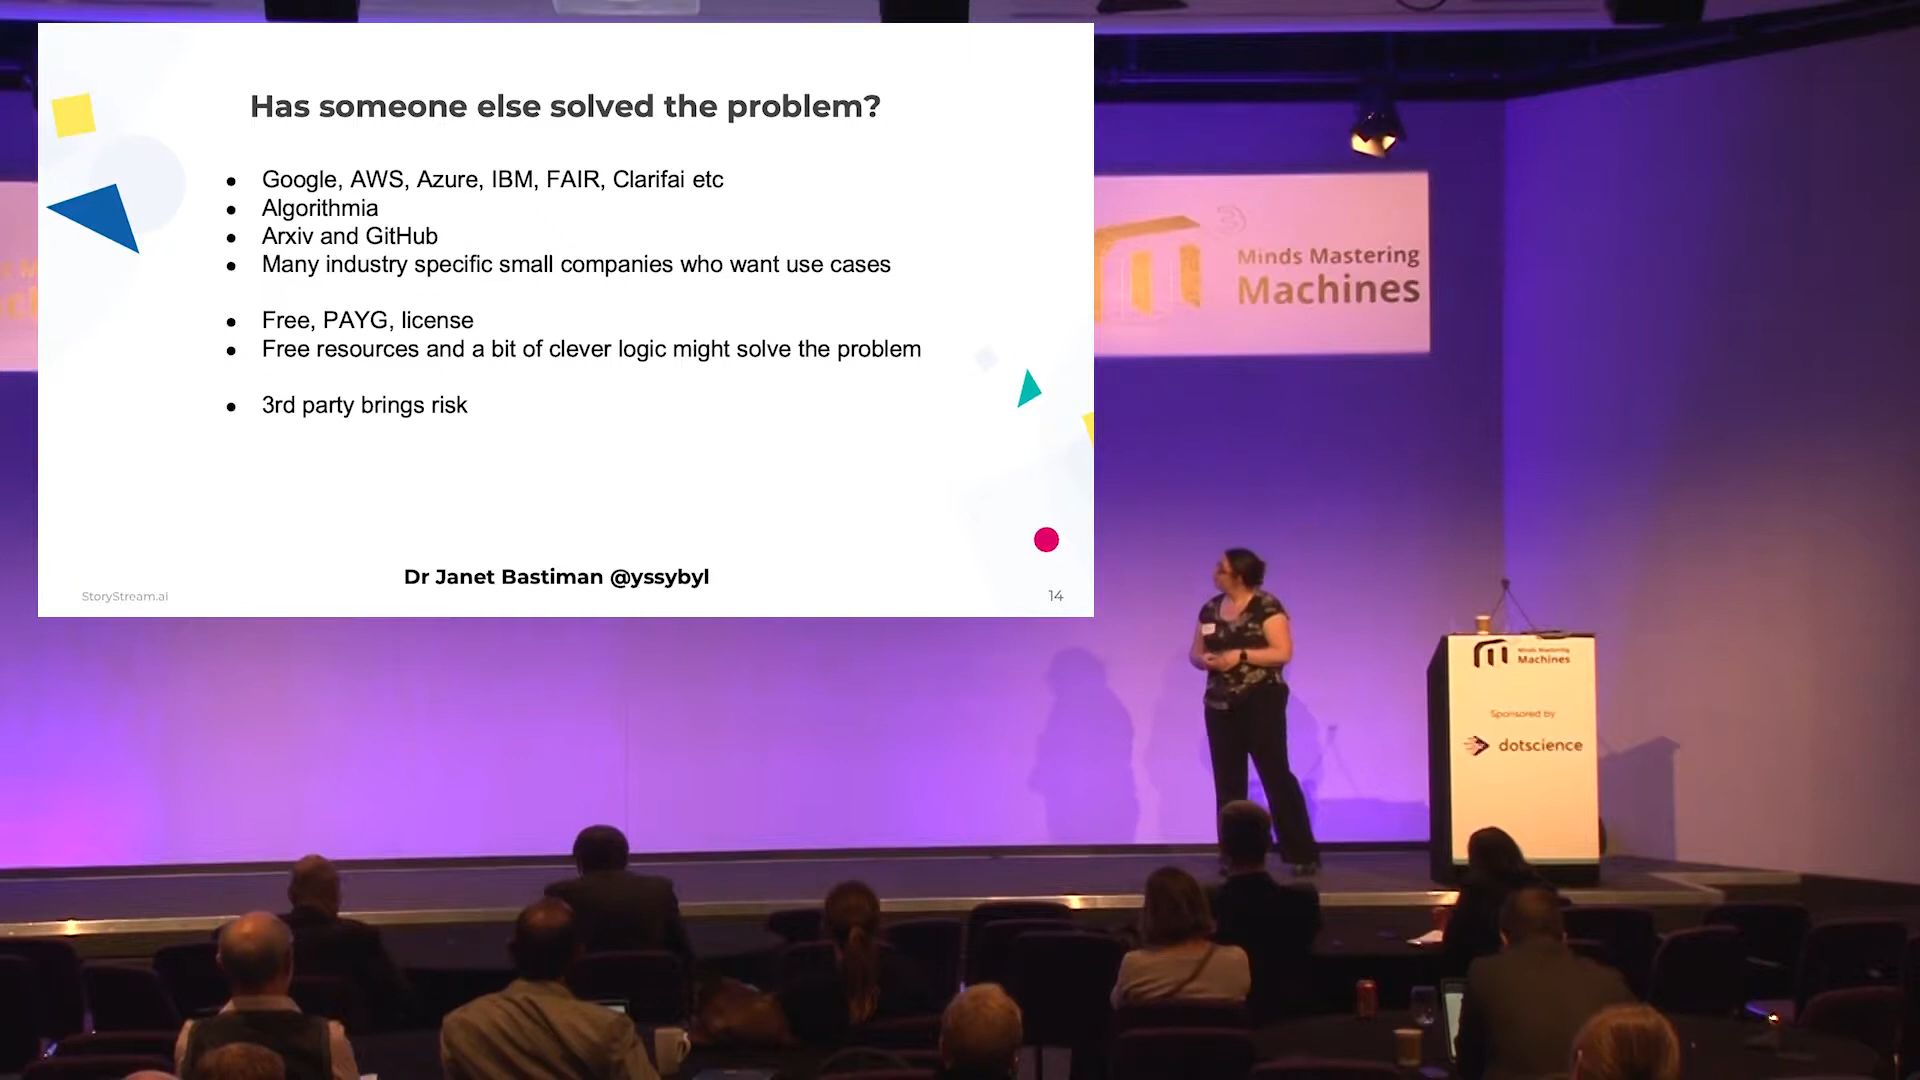 Has someone else solved the problem?
Google, AWS, Azure, IBM, FAIR, Clarifai etc
Algorithmia
Arxiv and GitHub
Many industry specific small companies who want use cases
Free, PAYG, license
Free resources and a bit of clever logic might solve the problem
3rd party brings risk
Dr Janet Bastiman @yssybyl
StoryStream.ai
14
3
Minds Mastering
Machines
Minds Mastering
Machines
Sponsored by
dotscience